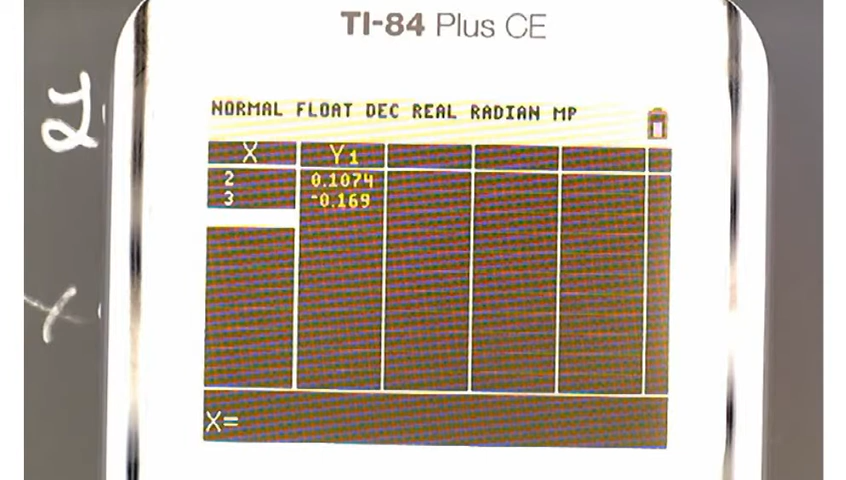 TI-84 Plus CE
NORMAL FLOAT DEC REAL RADIAN MP
X Y1
2 0.1074
3 -0.169
X=